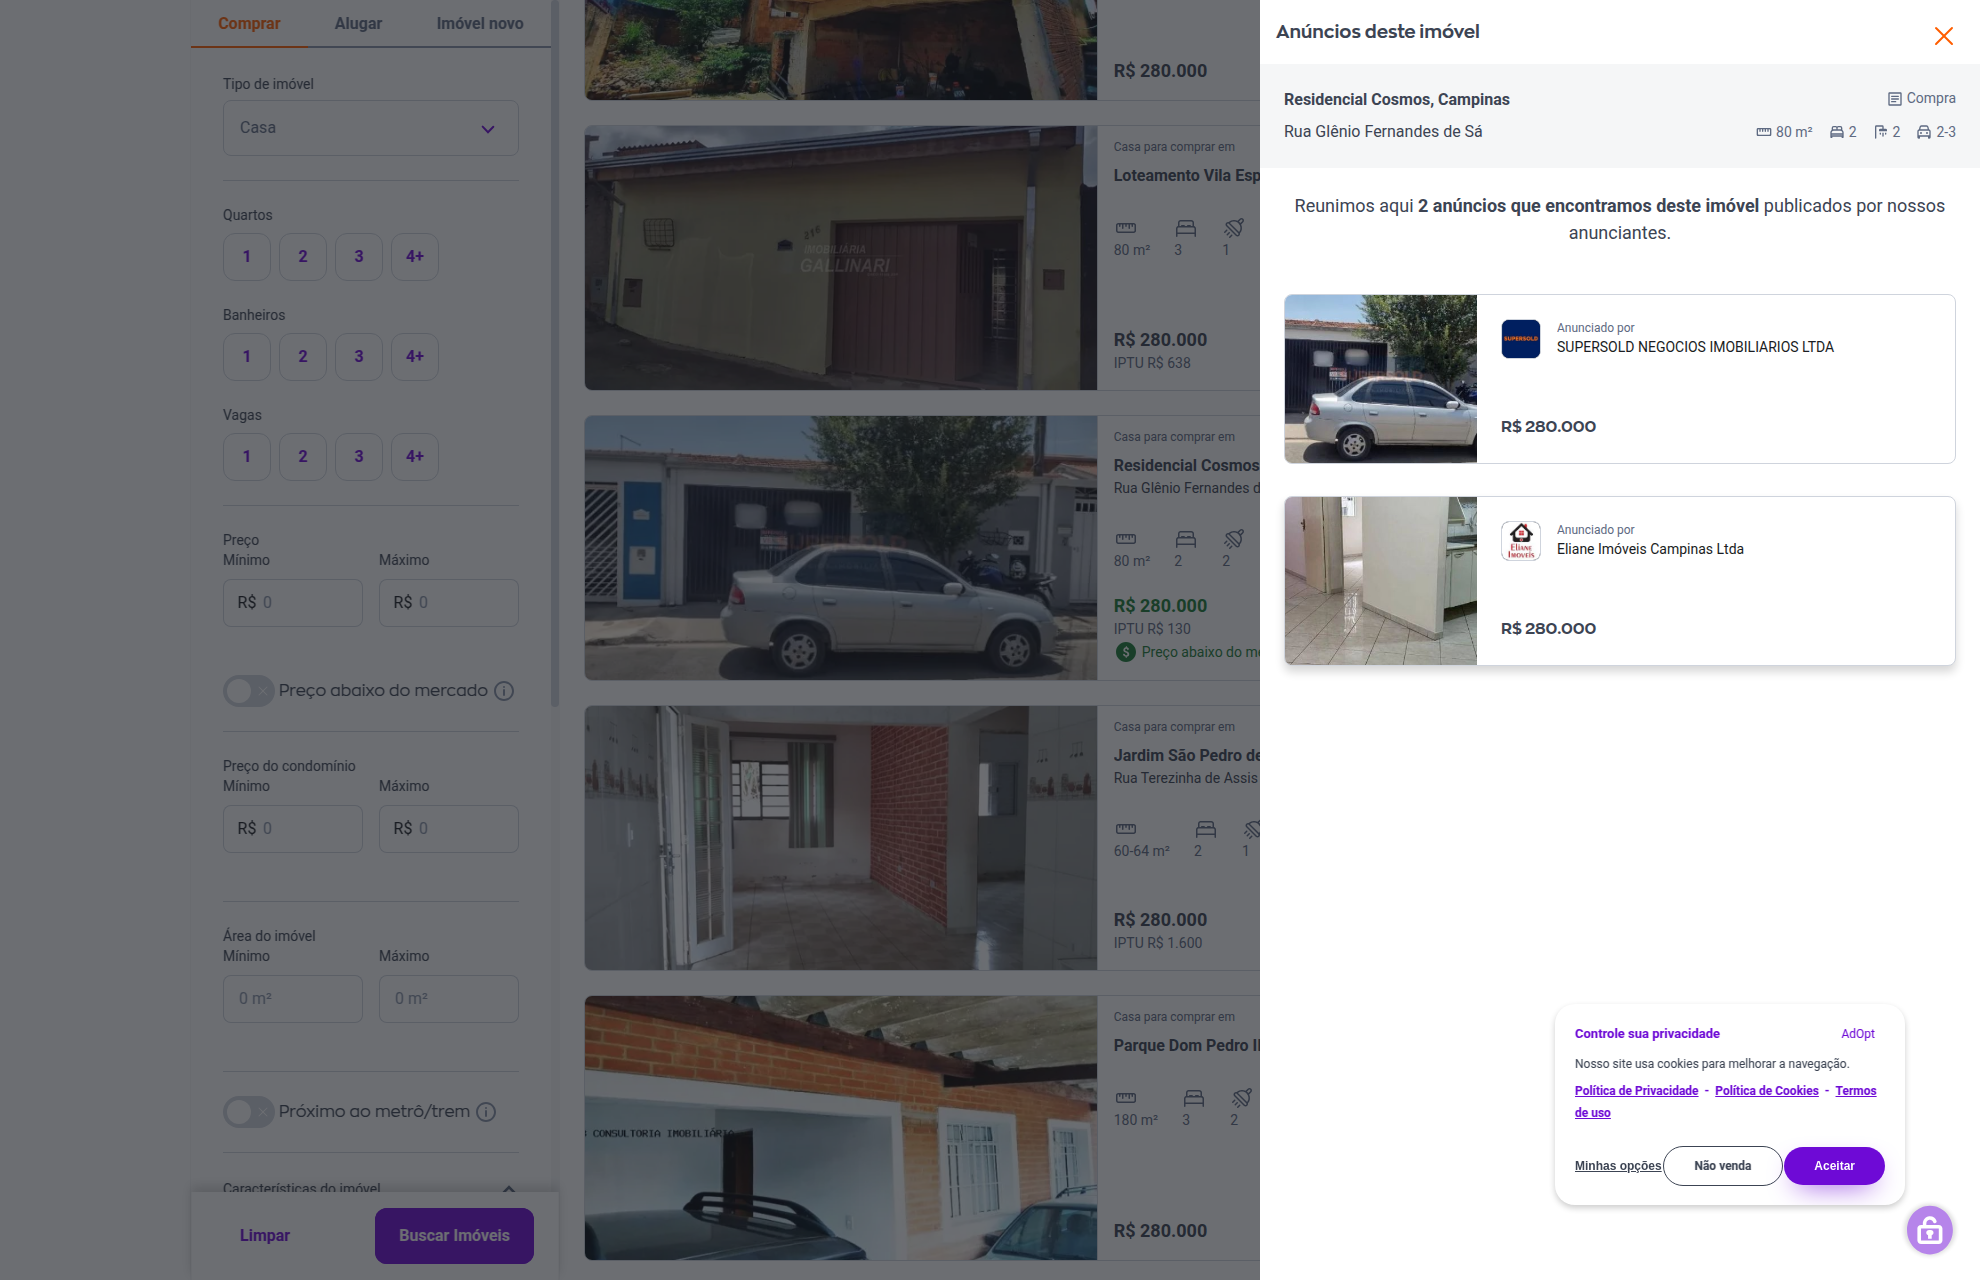 Comprar
Alugar
Imóvel novo
Tipo de imóvel
Casa
Quartos
1
2
3
4+
Banheiros
1
2
3
4+
Vagas
1
2
3
4+
Preço
Mínimo
Máximo
R$ 0
R$ 0
Preço abaixo do mercado
Preço do condomínio
Mínimo
Máximo
R$ 0
R$ 0
Área do imóvel
Mínimo
Máximo
0 m²
0 m²
Próximo ao metrô/trem
Características do imóvel
Limpar
Buscar Imóveis
R$ 280.000
IMOBILIÁRIA
GALLINARI
Casa para comprar em
Loteamento Vila Esp
80 m²
3
1
R$ 280.000
IPTU R$ 638
Casa para comprar em
Residencial Cosmos
Rua Glênio Fernandes d
80 m²
2
2
R$ 280.000
IPTU R$ 130
Preço abaixo do me
Casa para comprar em
Jardim São Pedro de
Rua Terezinha de Assis
60-64 m²
2
1
R$ 280.000
IPTU R$ 1.600
CONSULTORIA IMOBILIÁRIA
Casa para comprar em
Parque Dom Pedro II
180 m²
3
2
R$ 280.000
Anúncios deste imóvel
Residencial Cosmos, Campinas
Compra
Rua Glênio Fernandes de Sá
80 m²
2
2
2-3
Reunimos aqui 2 anúncios que encontramos deste imóvel publicados por nossos
anunciantes.
SUPERSOLD
Anunciado por
SUPERSOLD NEGOCIOS IMOBILIARIOS LTDA
R$ 280.000
Eliane
Imóveis
Anunciado por
Eliane Imóveis Campinas Ltda
R$ 280.000
Controle sua privacidade
AdOpt
Nosso site usa cookies para melhorar a navegação.
Política de Privacidade - Política de Cookies - Termos
de uso
Minhas opções
Não venda
Aceitar